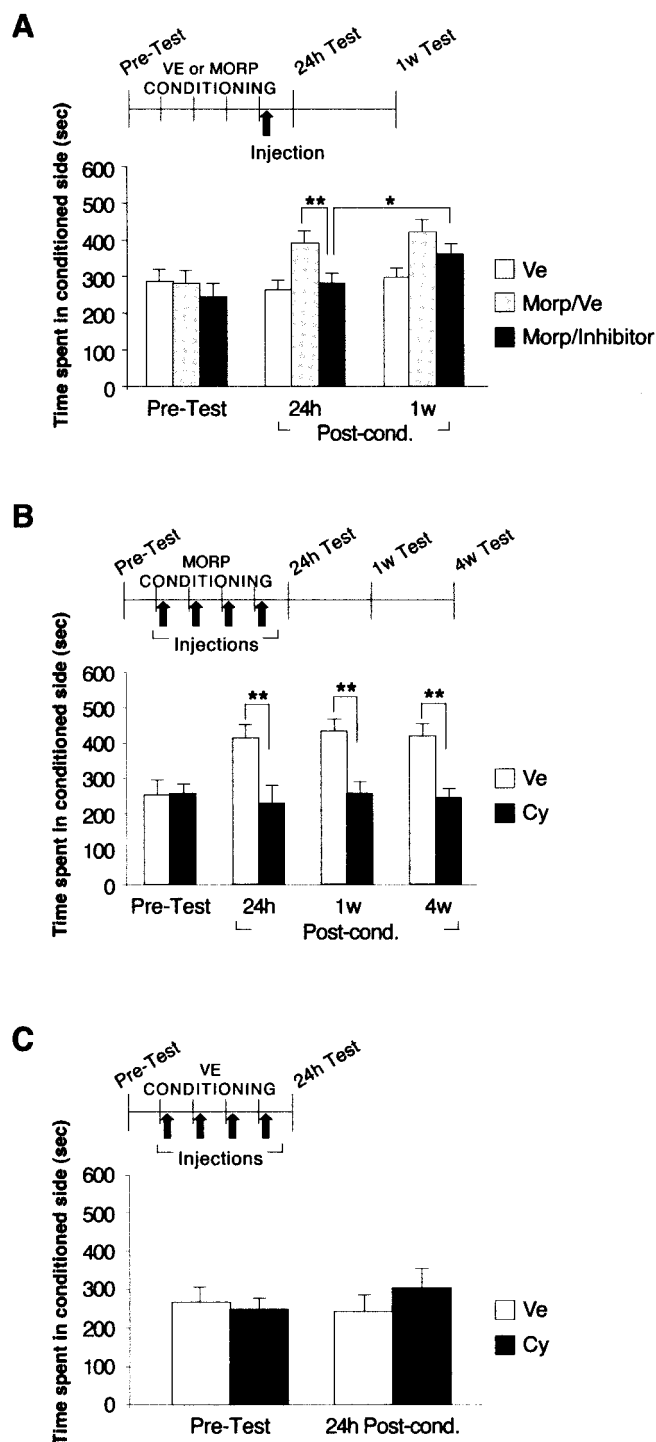 A
Pre-Test
VE or MORP
CONDITIONING
24h Test
1w Test
Injection
Time spent in conditioned side (sec)
600
500
400
300
200
100
0
**
*
Ve
Morp/Ve
Morp/Inhibitor
Pre-Test
24h
1w
Post-cond.
B
Pre-Test
MORP
CONDITIONING
24h Test
1w Test
4w Test
Injections
Time spent in conditioned side (sec)
600
500
400
300
200
100
0
**
**
**
Ve
Cy
Pre-Test
24h
1w
4w
Post-cond.
C
Pre-Test
VE
CONDITIONING
24h Test
Injections
Time spent in conditioned side (sec)
600
500
400
300
200
100
0
Ve
Cy
Pre-Test
24h Post-cond.